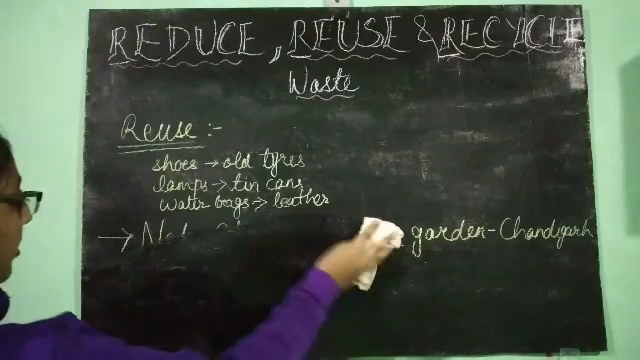 REDUCE, REUSE & RECYCLE
Waste
Reuse :-
shoes → old tyres
lamps → tin cans
water bags → leather
→ garden - Chandigarh